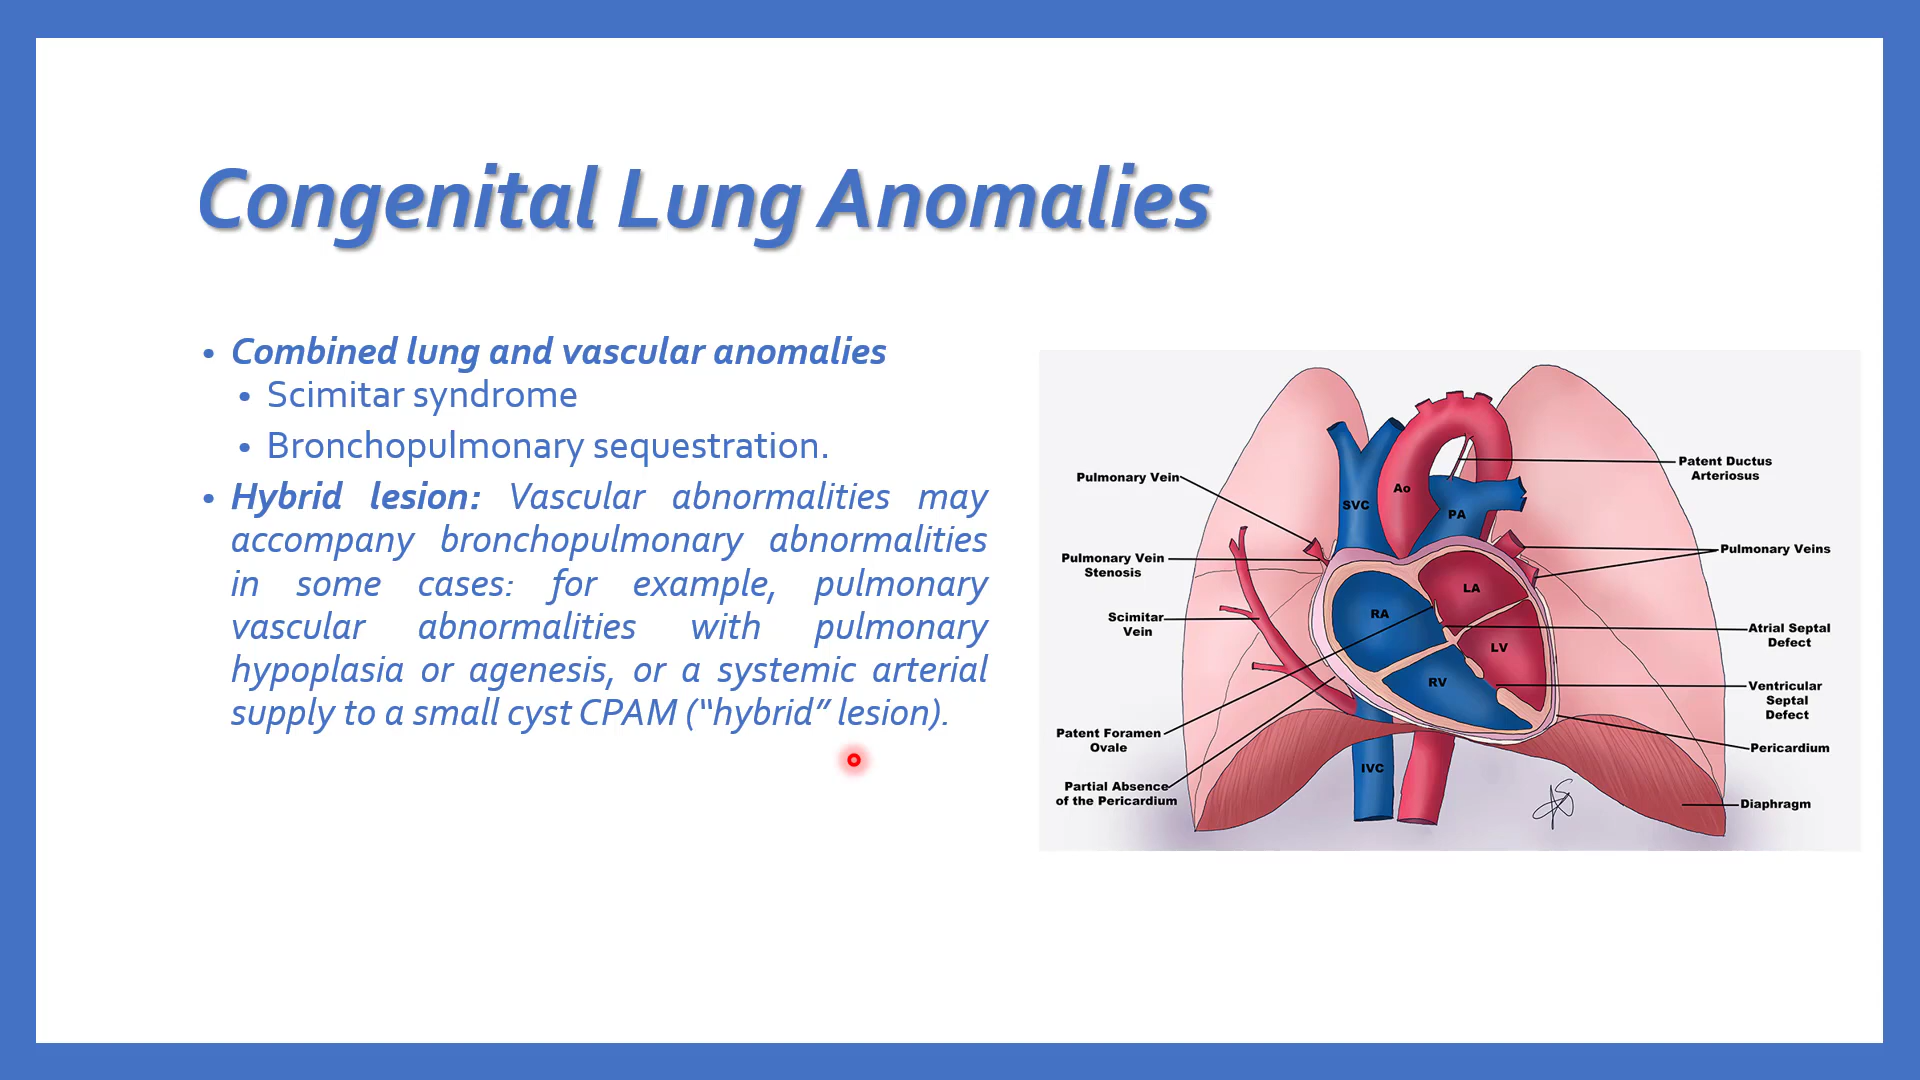 Congenital Lung Anomalies
• Combined lung and vascular anomalies
• Scimitar syndrome
• Bronchopulmonary sequestration.
• Hybrid lesion: Vascular abnormalities may
accompany bronchopulmonary abnormalities
in some cases: for example, pulmonary
vascular abnormalities with pulmonary
hypoplasia or agenesis, or a systemic arterial
supply to a small cyst CPAM (“hybrid” lesion).
Pulmonary Vein
Pulmonary Vein
Stenosis
Scimitar
Vein
Patent Foramen
Ovale
Partial Absence
of the Pericardium
SVC
Ao
PA
RA
LA
LV
RV
IVC
Patent Ductus
Arteriosus
Pulmonary Veins
Atrial Septal
Defect
Ventricular
Septal
Defect
Pericardium
Diaphragm